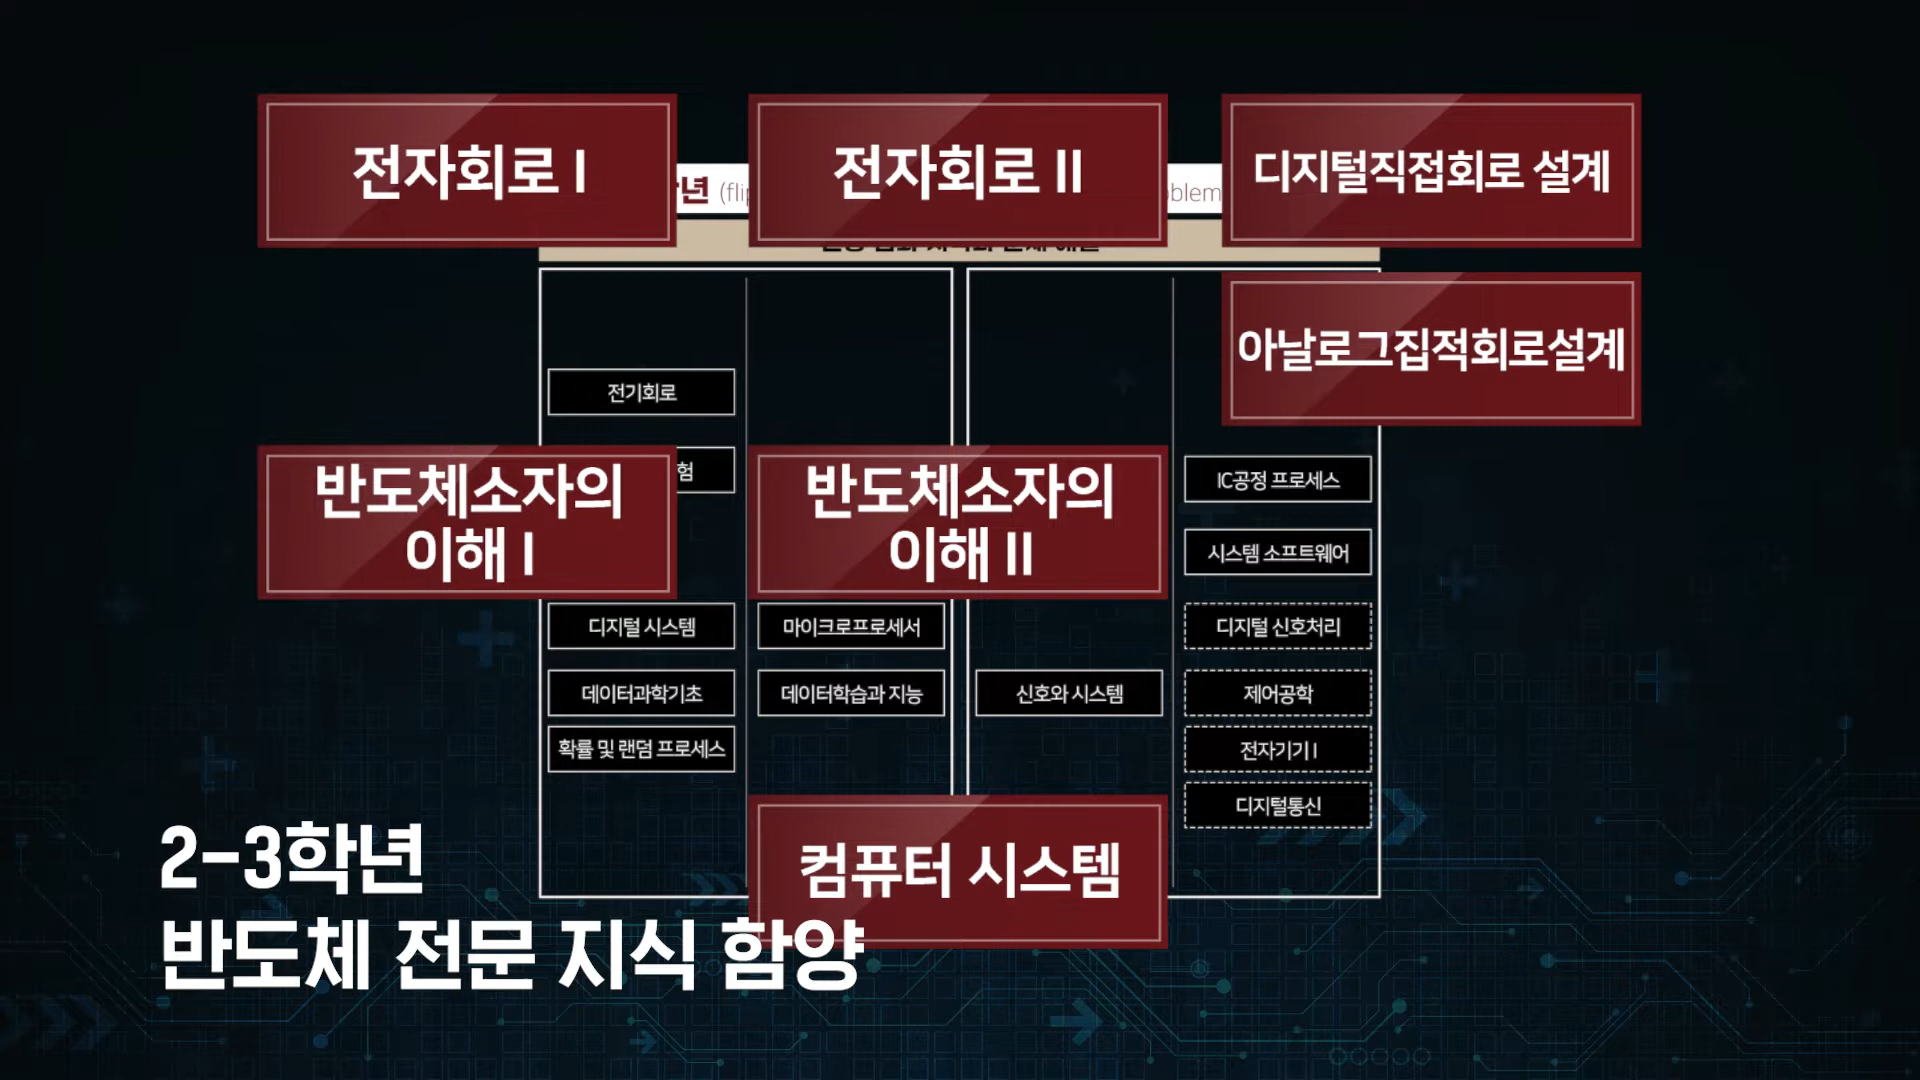 전자회로 I
전자회로 II
디지털직접회로 설계
년 (flip
oblem
아날로그집적회로설계
전기회로
험
반도체소자의
이해 I
반도체소자의
이해 II
IC공정 프로세스
시스템 소프트웨어
디지털 시스템
마이크로프로세서
디지털 신호처리
데이터과학기초
데이터학습과 지능
신호와 시스템
제어공학
확률 및 랜덤 프로세스
전자기기 I
디지털통신
컴퓨터 시스템
2-3학년
반도체 전문 지식 함양